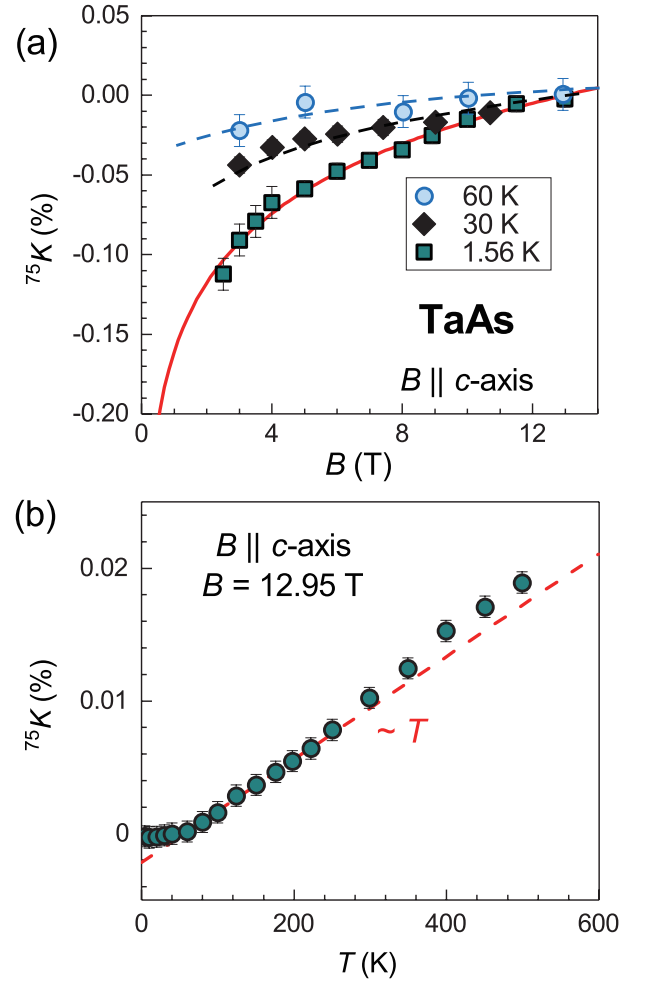 (a)
0.05
0.00
-0.05
-0.10
-0.15
-0.20
⁷⁵K (%)
60 K
30 K
1.56 K
TaAs
B || c-axis
0
4
8
12
B (T)
(b)
B || c-axis
B = 12.95 T
0.02
0.01
0
⁷⁵K (%)
~ T
0
200
400
600
T (K)